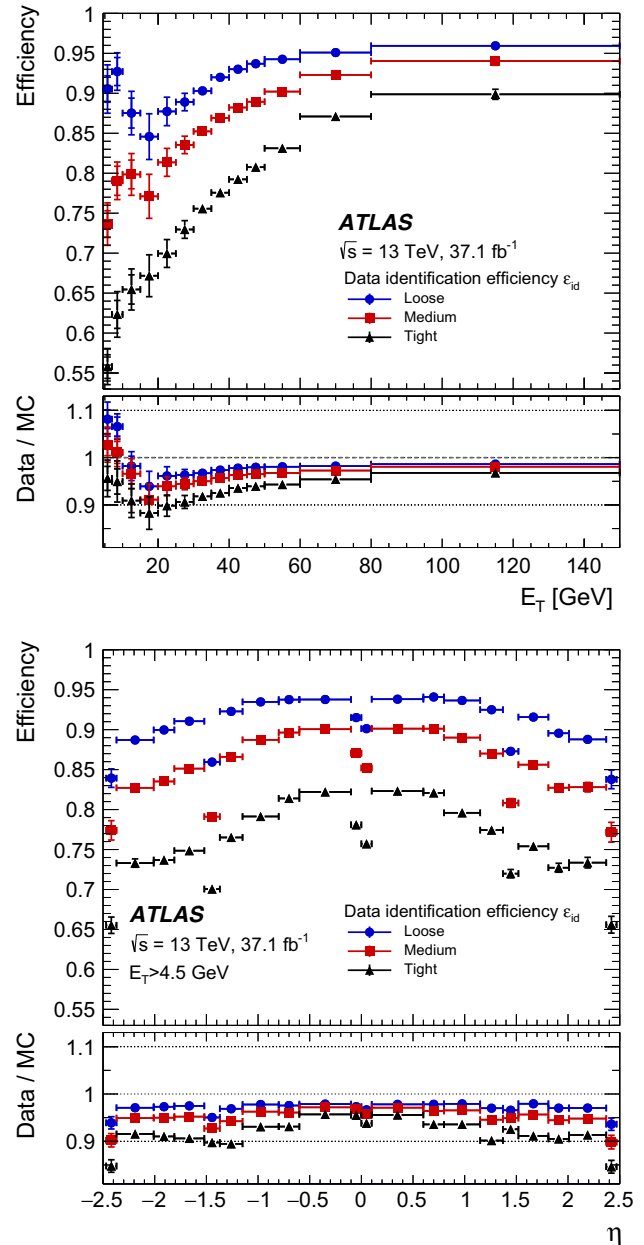 Efficiency
1
0.95
0.9
0.85
0.8
0.75
0.7
0.65
0.6
0.55
ATLAS
√s = 13 TeV, 37.1 fb-1
Data identification efficiency εid
Loose
Medium
Tight
Data / MC
1.1
1
0.9
20 40 60 80 100 120 140
ET [GeV]
Efficiency
1
0.95
0.9
0.85
0.8
0.75
0.7
0.65
0.6
0.55
ATLAS
√s = 13 TeV, 37.1 fb-1
ET>4.5 GeV
Data identification efficiency εid
Loose
Medium
Tight
Data / MC
1.1
1
0.9
−2.5 −2 −1.5 −1 −0.5 0 0.5 1 1.5 2 2.5
η